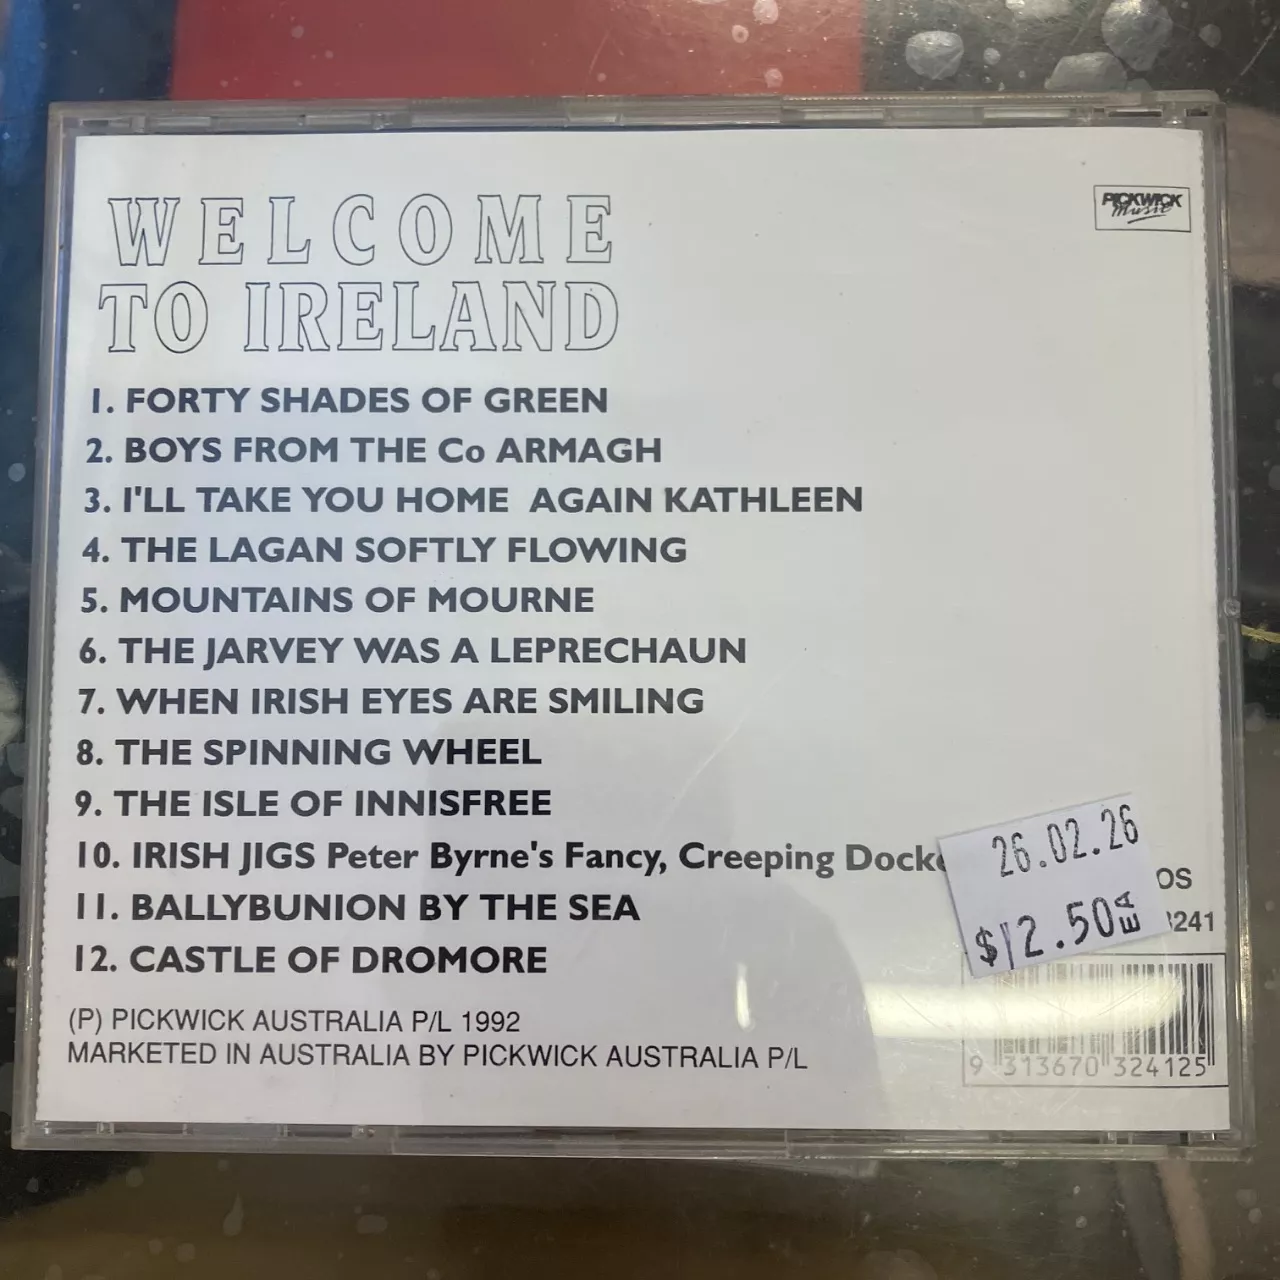 WELCOME
TO IRELAND
PICKWICK
Music
1. FORTY SHADES OF GREEN
2. BOYS FROM THE Co ARMAGH
3. I'LL TAKE YOU HOME AGAIN KATHLEEN
4. THE LAGAN SOFTLY FLOWING
5. MOUNTAINS OF MOURNE
6. THE JARVEY WAS A LEPRECHAUN
7. WHEN IRISH EYES ARE SMILING
8. THE SPINNING WHEEL
9. THE ISLE OF INNISFREE
10. IRISH JIGS Peter Byrne's Fancy, Creeping
11. BALLYBUNION BY THE SEA
12. CASTLE OF DROMORE
26.02.26
$12.50 EA
(P) PICKWICK AUSTRALIA P/L 1992
MARKETED IN AUSTRALIA BY PICKWICK AUSTRALIA P/L
9 313670 324125